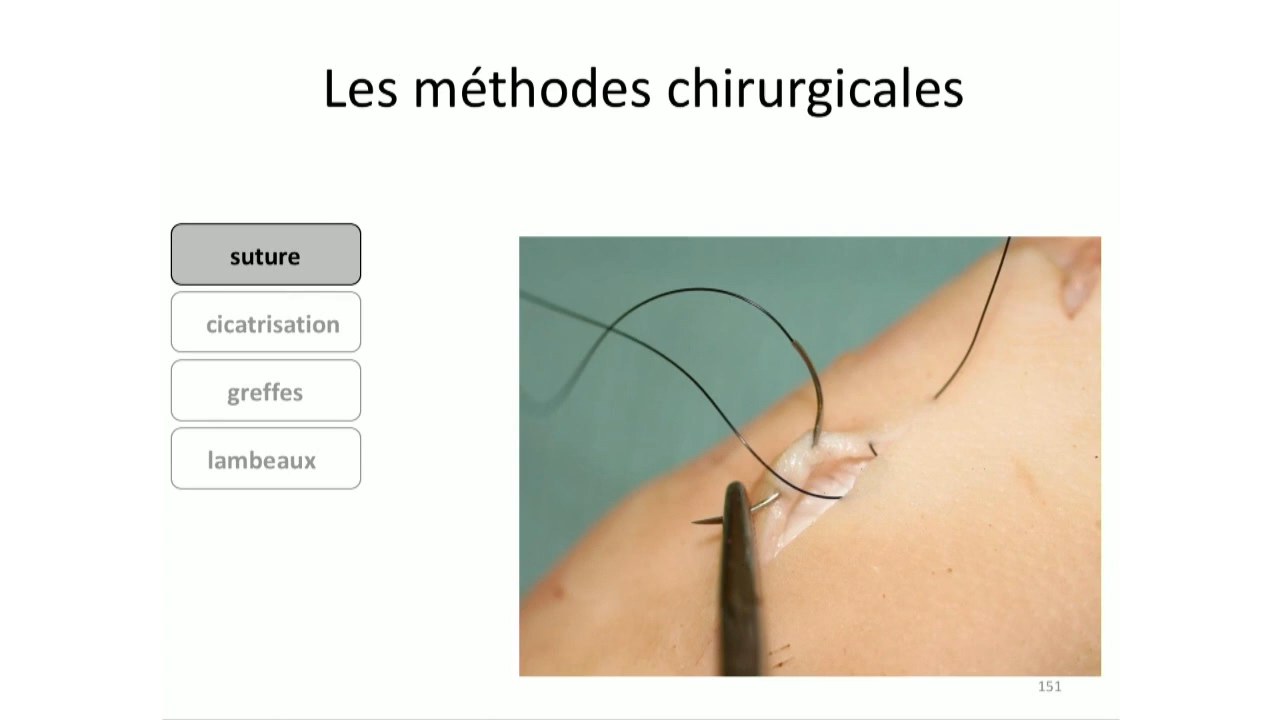 Les méthodes chirurgicales
suture
cicatrisation
greffes
lambeaux
151